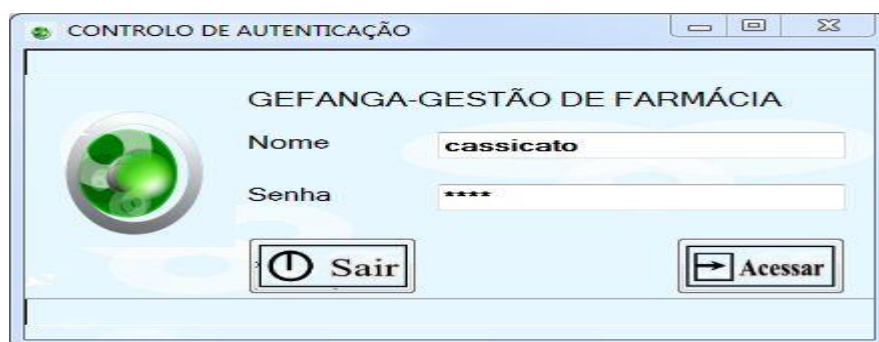 CONTROLO DE AUTENTICAÇÃO
GEFANGA-GESTÃO DE FARMÁCIA
Nome cassicato
Senha ****
Sair Acessar